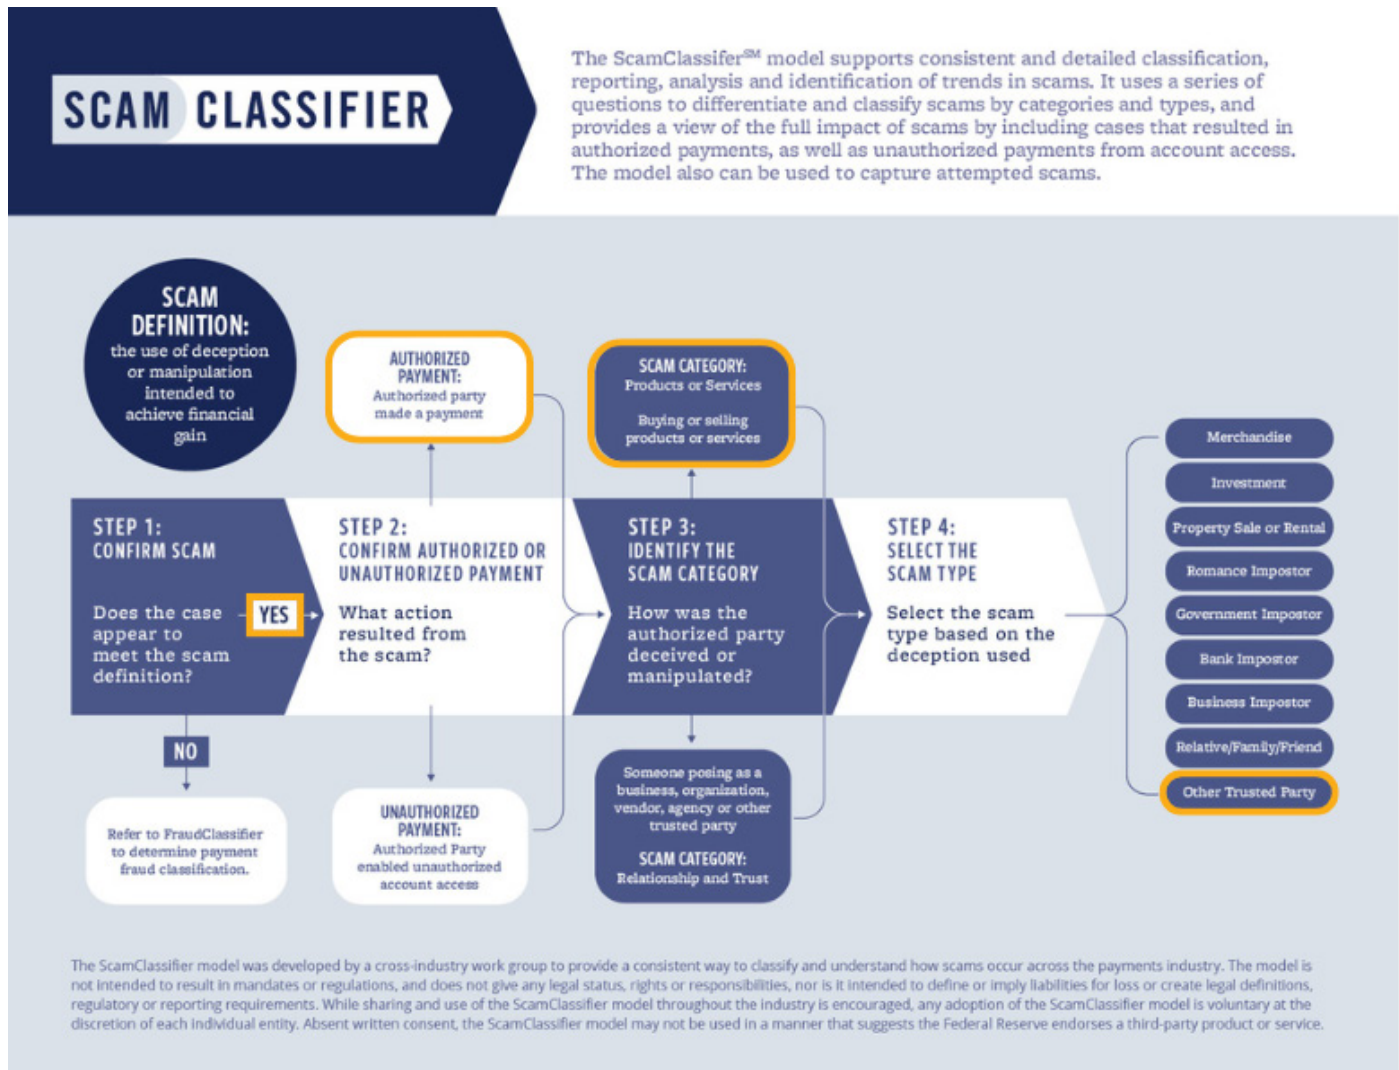 SCAM CLASSIFIER
The ScamClassifer℠ model supports consistent and detailed classification,
reporting, analysis and identification of trends in scams. It uses a series of
questions to differentiate and classify scams by categories and types, and
provides a view of the full impact of scams by including cases that resulted in
authorized payments, as well as unauthorized payments from account access.
The model also can be used to capture attempted scams.
SCAM
DEFINITION:
the use of deception
or manipulation
intended to
achieve financial
gain
AUTHORIZED
PAYMENT:
Authorized party
made a payment
SCAM CATEGORY:
Products or Services
Buying or selling
products or services
STEP 1:
CONFIRM SCAM
Does the case
appear to
meet the scam
definition?
YES
NO
Refer to FraudClassifier
to determine payment
fraud classification.
STEP 2:
CONFIRM AUTHORIZED OR
UNAUTHORIZED PAYMENT
What action
resulted from
the scam?
UNAUTHORIZED
PAYMENT:
Authorized Party
enabled unauthorized
account access
STEP 3:
IDENTIFY THE
SCAM CATEGORY
How was the
authorized party
deceived or
manipulated?
Someone posing as a
business, organization,
vendor, agency or other
trusted party
SCAM CATEGORY:
Relationship and Trust
STEP 4:
SELECT THE
SCAM TYPE
Select the scam
type based on the
deception used
Merchandise
Investment
Property Sale or Rental
Romance Impostor
Government Impostor
Bank Impostor
Business Impostor
Relative/Family/Friend
Other Trusted Party
The ScamClassifier model was developed by a cross-industry work group to provide a consistent way to classify and understand how scams occur across the payments industry. The model is
not intended to result in mandates or regulations, and does not give any legal status, rights or responsibilities, nor is it intended to define or imply liabilities for loss or create legal definitions,
regulatory or reporting requirements. While sharing and use of the ScamClassifier model throughout the industry is encouraged, any adoption of the ScamClassifier model is voluntary at the
discretion of each individual entity. Absent written consent, the ScamClassifier model may not be used in a manner that suggests the Federal Reserve endorses a third-party product or service.